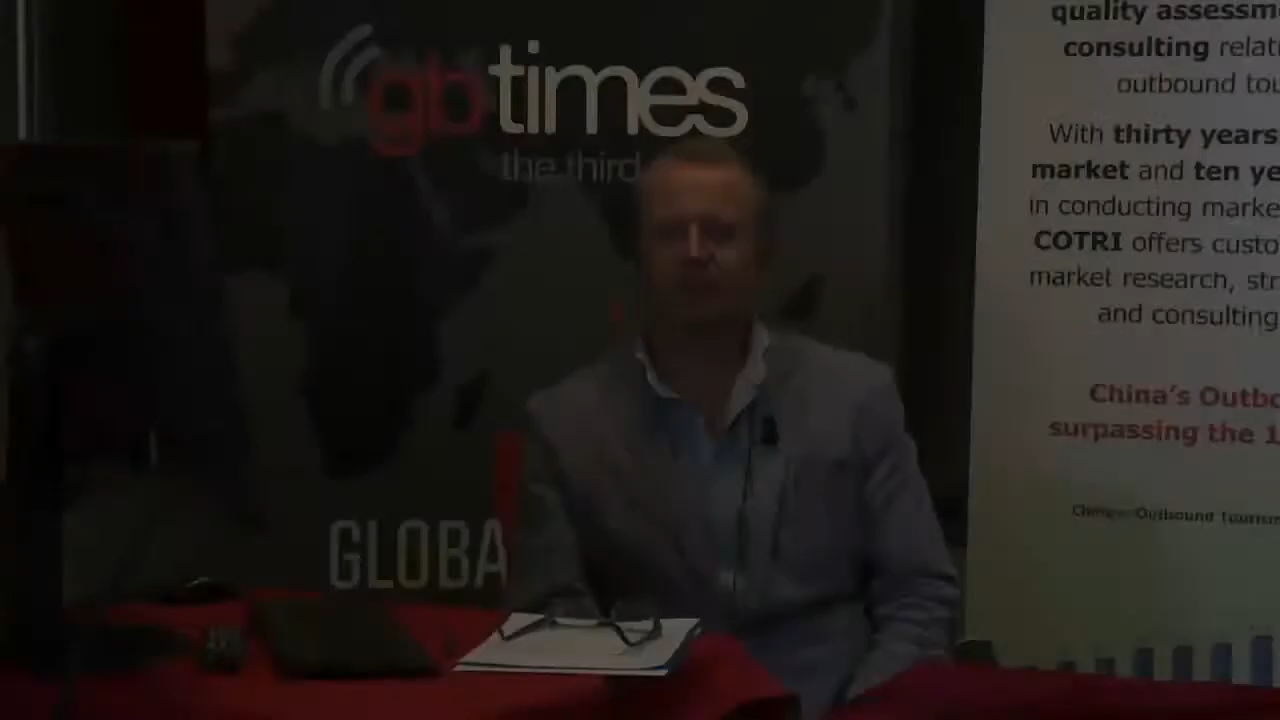 gbtimes
the third
GLOBA
quality assessm
consulting relat
outbound tou
With thirty years
market and ten ye
in conducting marke
COTRI offers custo
market research, str
and consulting
China's Outbo
surpassing the 1
Outbound Tourism